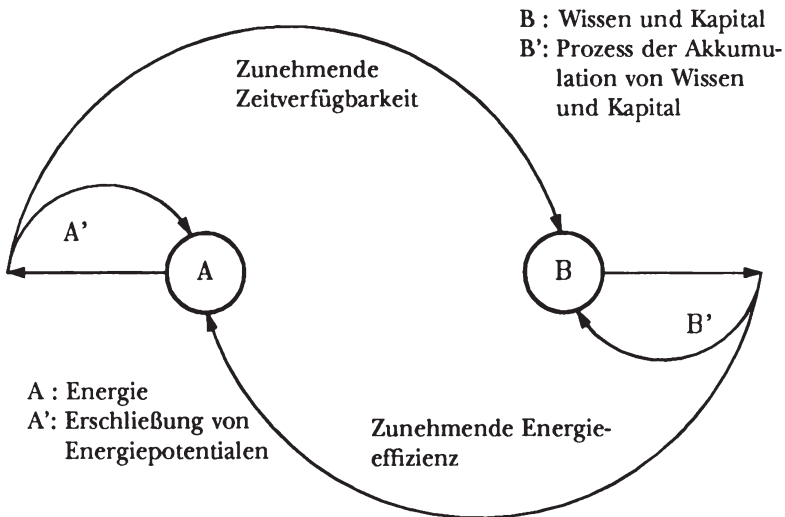 B : Wissen und Kapital
B': Prozess der Akkumu-
lation von Wissen
und Kapital
Zunehmende
Zeitverfügbarkeit
A'
A
B
B'
A : Energie
A': Erschließung von
Energiepotentialen
Zunehmende Energie-
effizienz